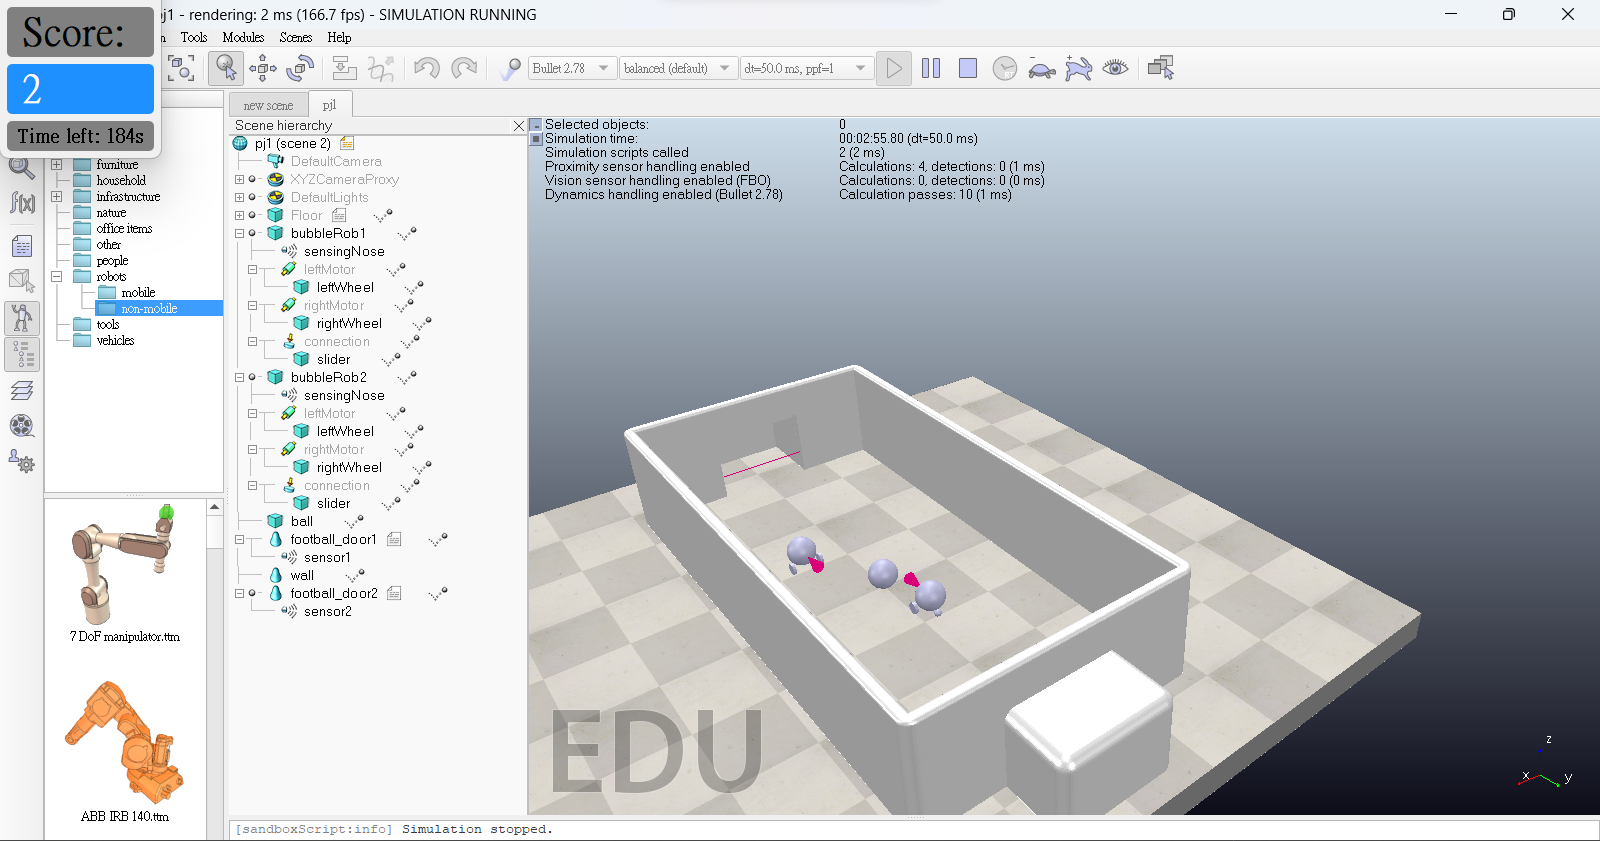 Score:
2
Time left: 184s
j1 - rendering: 2 ms (166.7 fps) - SIMULATION RUNNING
Tools Modules Scenes Help
Bullet 2.78
balanced (default)
dt=50.0 ms, ppf=1
new scene
pj1
furniture
household
infrastructure
nature
office items
other
people
robots
mobile
non-mobile
tools
vehicles
7 DoF manipulator.ttm
ABB IRB 140.ttm
Scene hierarchy
pj1 (scene 2)
DefaultCamera
XYZCameraProxy
DefaultLights
Floor
bubbleRob1
sensingNose
leftMotor
leftWheel
rightMotor
rightWheel
connection
slider
bubbleRob2
sensingNose
leftMotor
leftWheel
rightMotor
rightWheel
connection
slider
ball
football_door1
sensor1
wall
football_door2
sensor2
Selected objects: 0
Simulation time: 00:02:55.80 (dt=50.0 ms)
Simulation scripts called 2 (2 ms)
Proximity sensor handling enabled Calculations: 4, detections: 0 (1 ms)
Vision sensor handling enabled (FBO) Calculations: 0, detections: 0 (0 ms)
Dynamics handling enabled (Bullet 2.78) Calculation passes: 10 (1 ms)
EDU
z
x y
[sandboxScript:info] Simulation stopped.